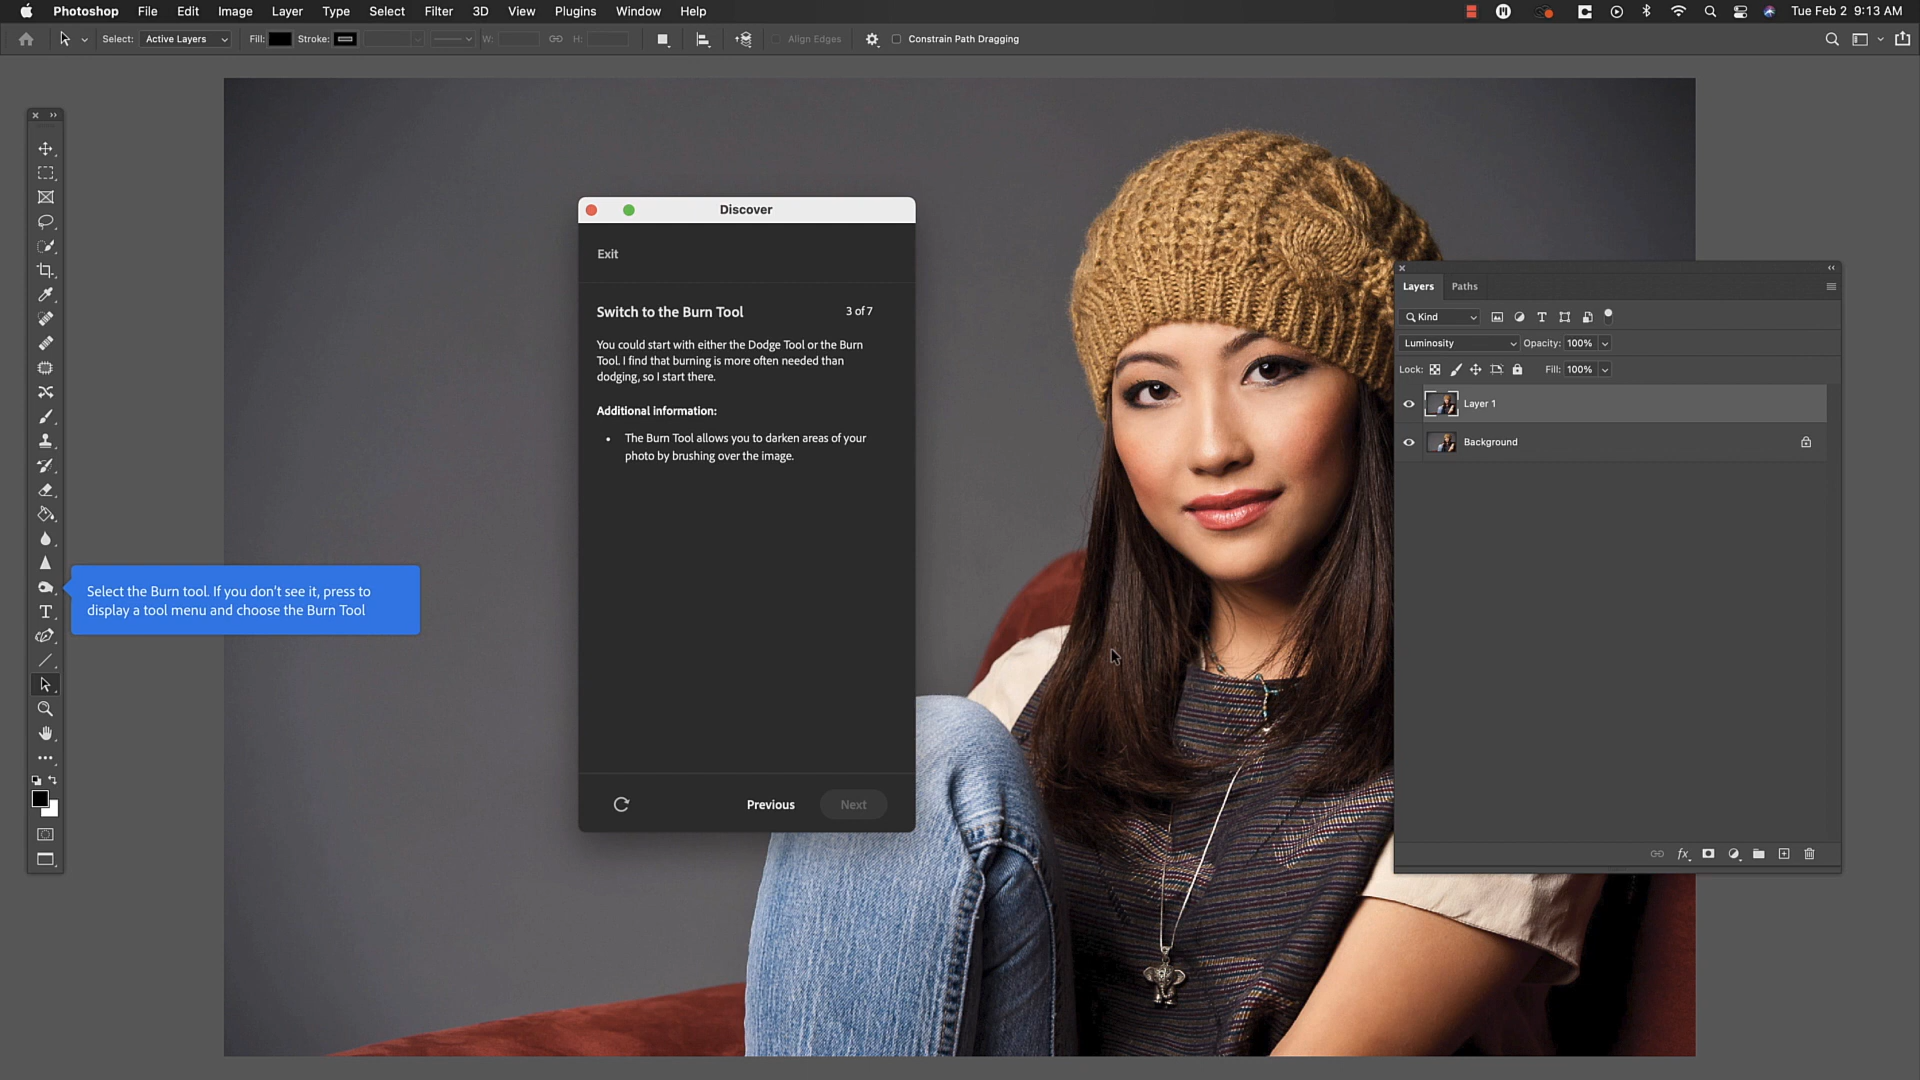 Photoshop File Edit Image Layer Type Select Filter 3D View Plugins Window Help Tue Feb 2 9:13 AM
Select: Active Layers Fill: Stroke: W: H: Align Edges Constrain Path Dragging
Discover
Exit
Switch to the Burn Tool 3 of 7
You could start with either the Dodge Tool or the Burn
Tool. I find that burning is more often needed than
dodging, so I start there.
Additional information:
• The Burn Tool allows you to darken areas of your
photo by brushing over the image.
Previous Next
Select the Burn tool. If you don't see it, press to
display a tool menu and choose the Burn Tool
Layers Paths
Kind
Luminosity Opacity: 100%
Lock: Fill: 100%
Layer 1
Background
fx